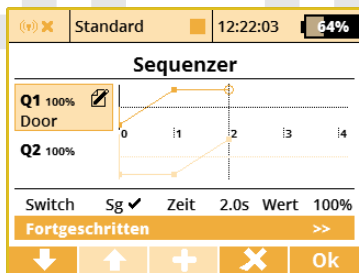 Standard 12:22:03 64%
Sequenzer
Q1 100%
Door
0 1 2 3 4
Q2 100%
Switch Sg ✔ Zeit 2.0s Wert 100%
Fortgeschritten >>
Ok